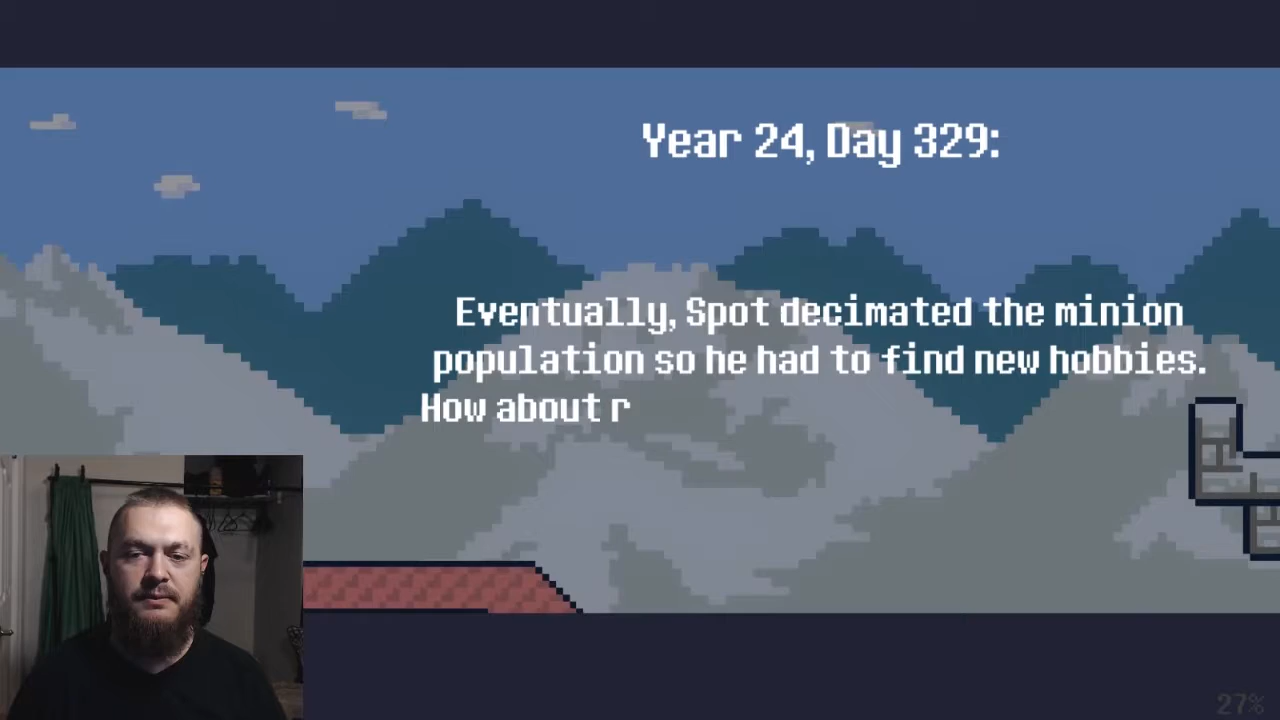 Year 24, Day 329:
Eventually, Spot decimated the minion
population so he had to find new hobbies.
How about r
27%